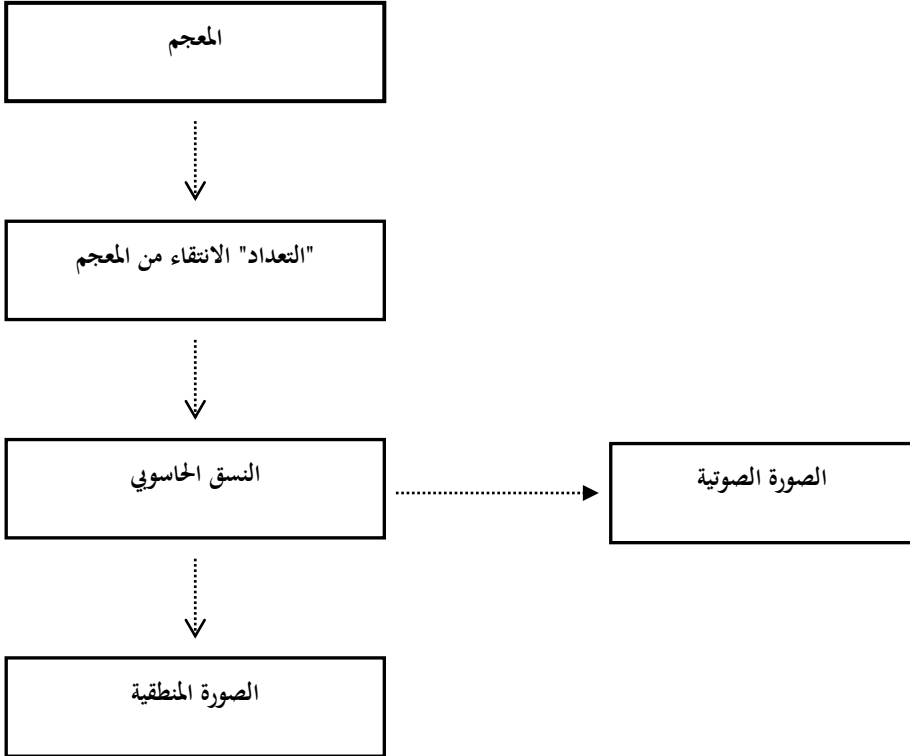 المعجم
"التعداد" الانتقاء من المعجم
النسق الحاسوبي
الصورة الصوتية
الصورة المنطقية